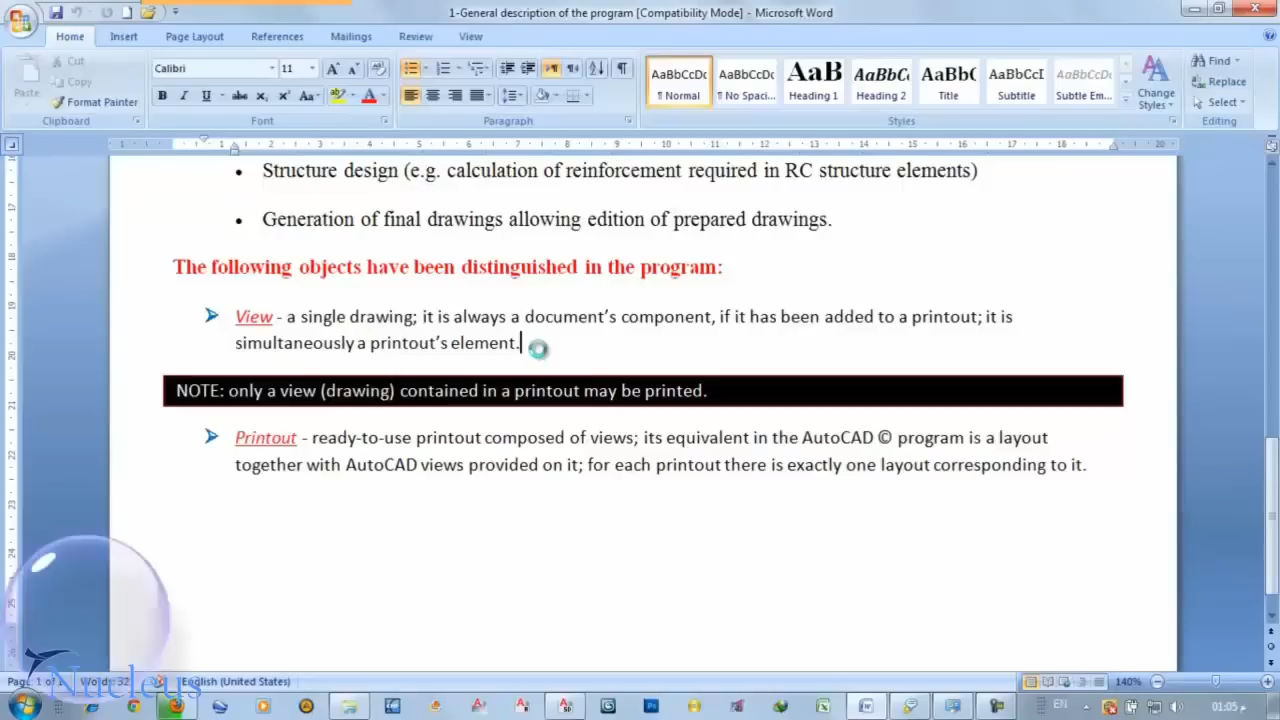 1-General description of the program [Compatibility Mode] - Microsoft Word
Home Insert Page Layout References Mailings Review View
Paste
Cut
Copy
Format Painter
Clipboard
Calibri 11
Font
Paragraph
AaBbCcDc AaBbCcDc AaB AaBbC AaBb( AaBbCcI AaBbCcDc
¶ Normal ¶ No Spaci... Heading 1 Heading 2 Title Subtitle Subtle Em...
Change
Styles
Styles
Find
Replace
Select
Editing
• Structure design (e.g. calculation of reinforcement required in RC structure elements)
• Generation of final drawings allowing edition of prepared drawings.
The following objects have been distinguished in the program:
View - a single drawing; it is always a document’s component, if it has been added to a printout; it is
simultaneously a printout’s element.
NOTE: only a view (drawing) contained in a printout may be printed.
Printout - ready-to-use printout composed of views; its equivalent in the AutoCAD © program is a layout
together with AutoCAD views provided on it; for each printout there is exactly one layout corresponding to it.
Nucleus
English (United States)
140%
EN
01:05 م